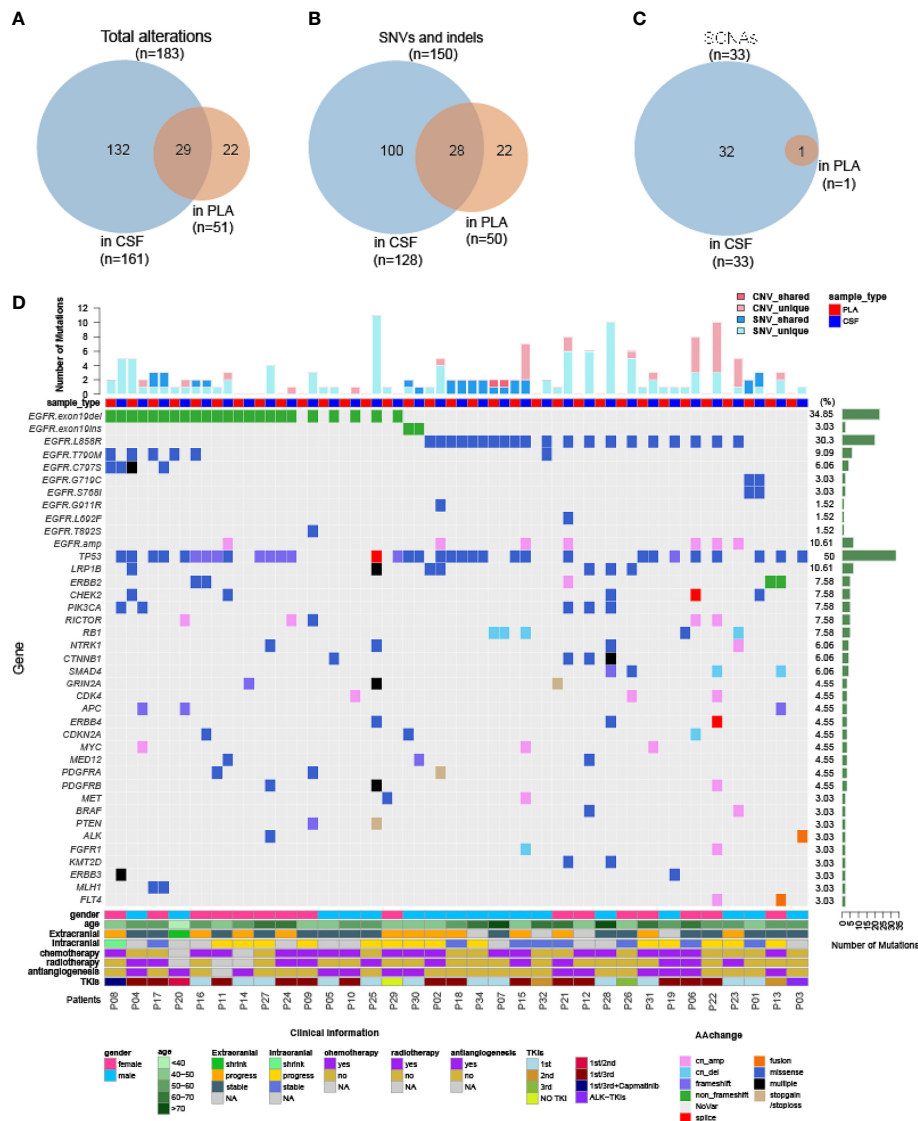 A
B
C
Total alterations
(n=183)
SNVs and indels
(n=150)
SCNAs
(n=33)
132
29
22
100
28
22
32
1
in PLA
(n=51)
in PLA
(n=50)
in PLA
(n=1)
in CSF
(n=161)
in CSF
(n=128)
in CSF
(n=33)
D
Number of Mutations
12
10
8
6
4
2
0
CNV_shared
CNV_unique
SNV_shared
SNV_unique
sample_type
PLA
CSF
sample_type
(%)
Gene
EGFR.exon19del 34.85
EGFR.exon19ins 3.03
EGFR.L858R 30.3
EGFR.T790M 9.09
EGFR.C797S 6.06
EGFR.G719C 3.03
EGFR.S768I 3.03
EGFR.G911R 1.52
EGFR.L692F 1.52
EGFR.T892S 1.52
EGFR.amp 10.61
TP53 50
LRP1B 10.61
ERBB2 7.58
CHEK2 7.58
PIK3CA 7.58
RICTOR 7.58
RB1 7.58
NTRK1 6.06
CTNNB1 6.06
SMAD4 6.06
GRIN2A 4.55
CDK4 4.55
APC 4.55
ERBB4 4.55
CDKN2A 4.55
MYC 4.55
MED12 4.55
PDGFRA 4.55
PDGFRB 4.55
MET 3.03
BRAF 3.03
PTEN 3.03
ALK 3.03
FGFR1 3.03
KMT2D 3.03
ERBB3 3.03
MLH1 3.03
FLT4 3.03
gender
age
Extracranial
Intracranial
chemotherapy
radiotherapy
antiangiogenesis
TKIs
0 5 10 15 20 25 30 35
Number of Mutations
Patients P08 P04 P17 P20 P16 P11 P14 P27 P24 P09 P05 P10 P25 P29 P30 P02 P18 P34 P07 P15 P32 P21 P12 P28 P26 P31 P19 P06 P22 P23 P01 P13 P03
Clinical Information
AAchange
gender
female
male
age
<40
40−50
50−60
60−70
>70
Extraoranial
shrink
progress
stable
NA
Intraoranial
shrink
progress
stable
NA
chemotherapy
yes
no
NA
radiotherapy
yes
no
NA
antiangogenesis
yes
no
NA
TKIs
1st
2nd
3rd
NO TKI
1st/2nd
1st/3rd
1st/3rd+Capmatinib
ALK−TKIs
cn_amp
cn_del
frameshift
non_frameshift
NoVar
splice
fusion
missense
multiple
stopgain
/stoploss